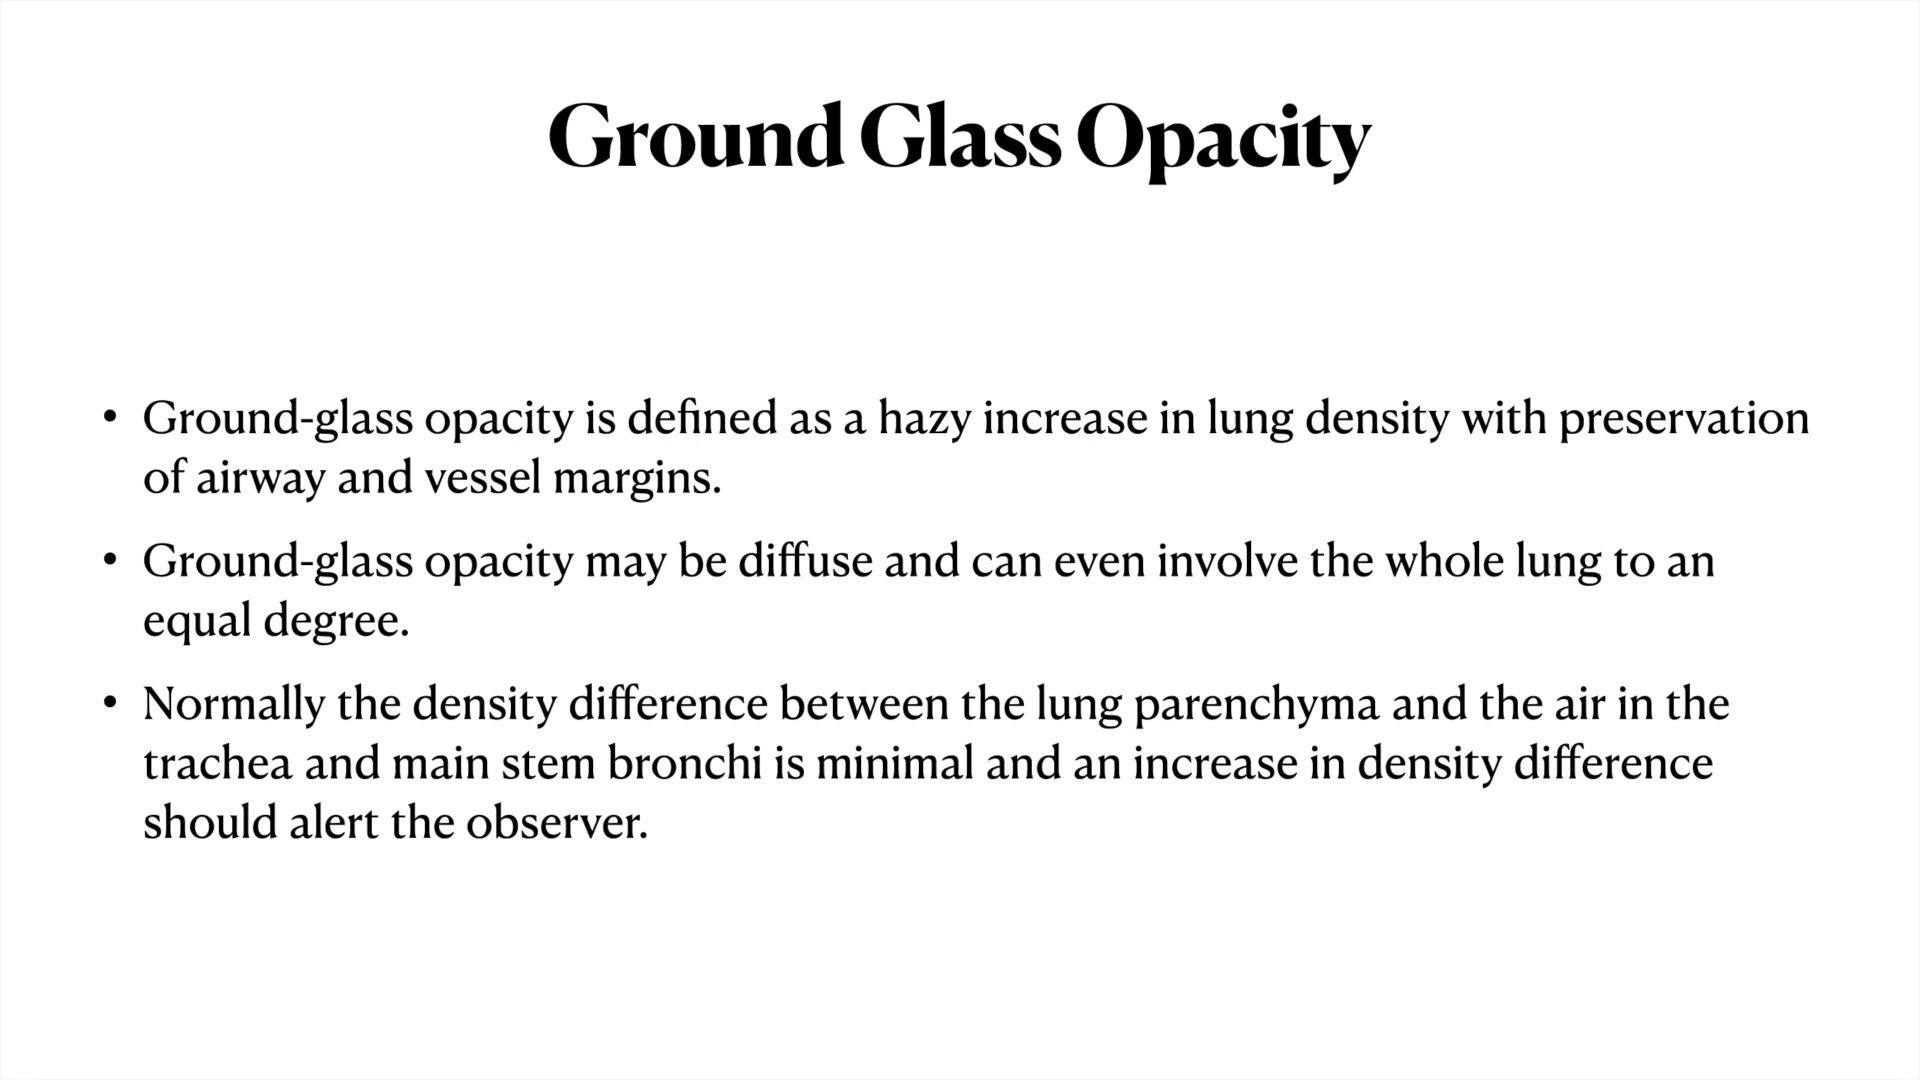 Ground Glass Opacity
• Ground-glass opacity is defined as a hazy increase in lung density with preservation
of airway and vessel margins.
• Ground-glass opacity may be diffuse and can even involve the whole lung to an
equal degree.
• Normally the density difference between the lung parenchyma and the air in the
trachea and main stem bronchi is minimal and an increase in density difference
should alert the observer.